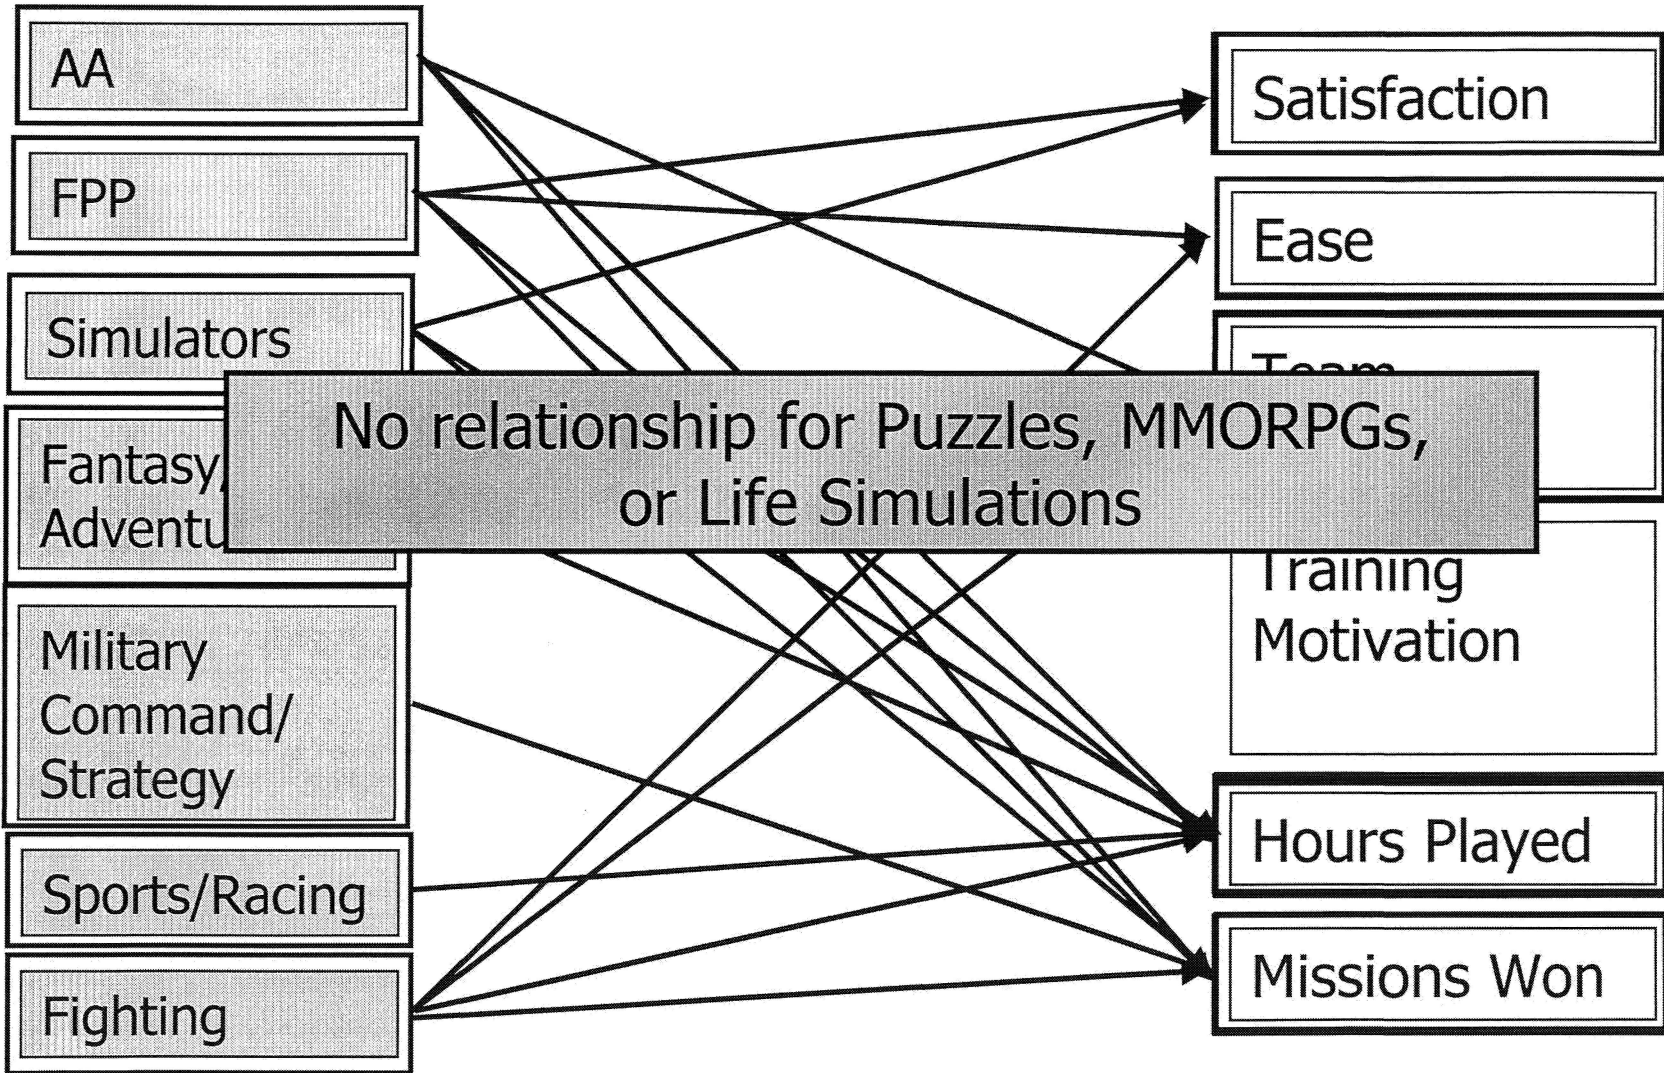 AA
FPP
Simulators
Fantasy/
Adventu
Military
Command/
Strategy
Sports/Racing
Fighting
No relationship for Puzzles, MMORPGs,
or Life Simulations
Satisfaction
Ease
Team
Training
Motivation
Hours Played
Missions Won